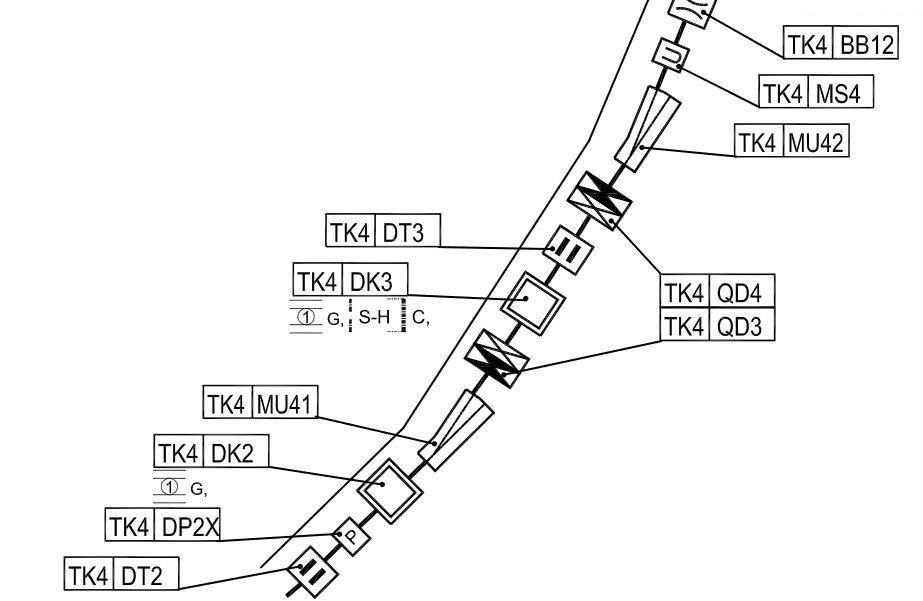 TK4 BB12
U
TK4 MS4
TK4 MU42
TK4 DT3
TK4 DK3
1 G, S-H C,
TK4 QD4
TK4 QD3
TK4 MU41
TK4 DK2
1 G,
TK4 DP2X
P
TK4 DT2